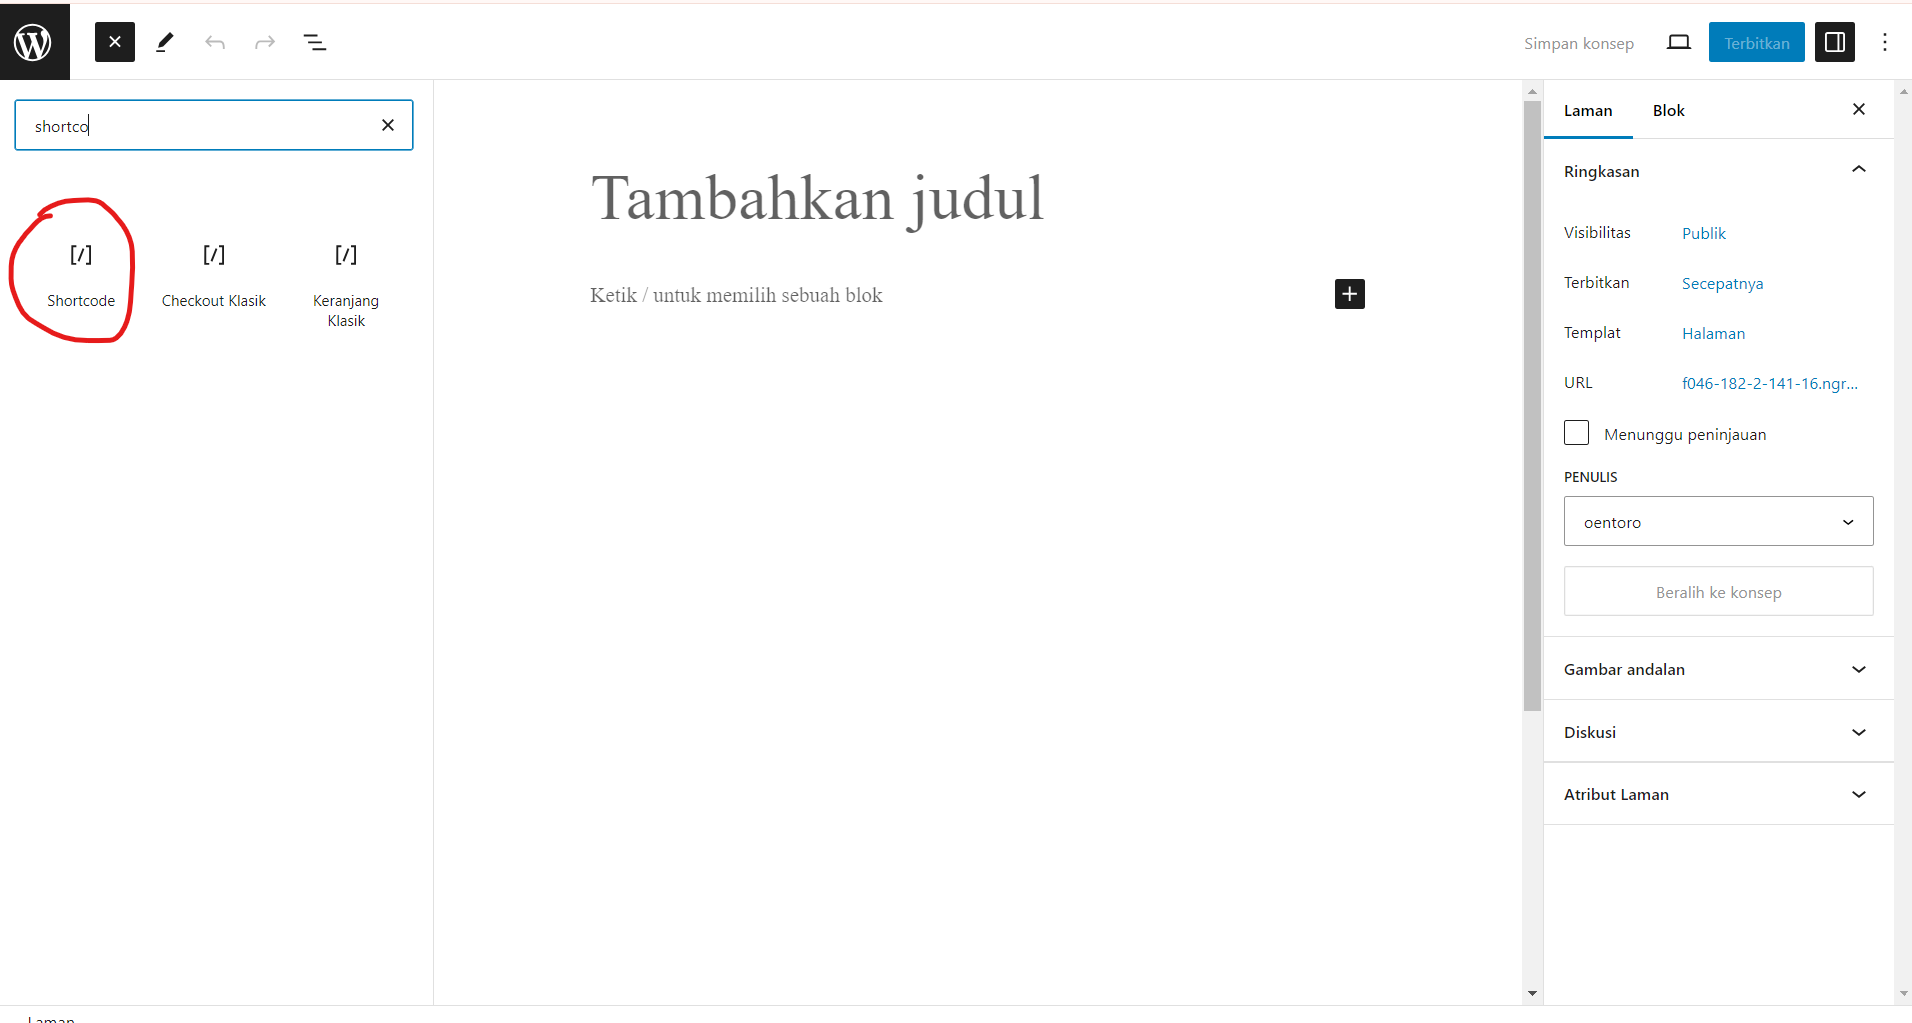 Simpan konsep
Terbitkan
shortco
Shortcode
Checkout Klasik
Keranjang
Klasik
Tambahkan judul
Ketik / untuk memilih sebuah blok
Laman
Blok
Ringkasan
Visibilitas
Publik
Terbitkan
Secepatnya
Templat
Halaman
URL
f046-182-2-141-16.ngr...
Menunggu peninjauan
PENULIS
oentoro
Beralih ke konsep
Gambar andalan
Diskusi
Atribut Laman
Laman